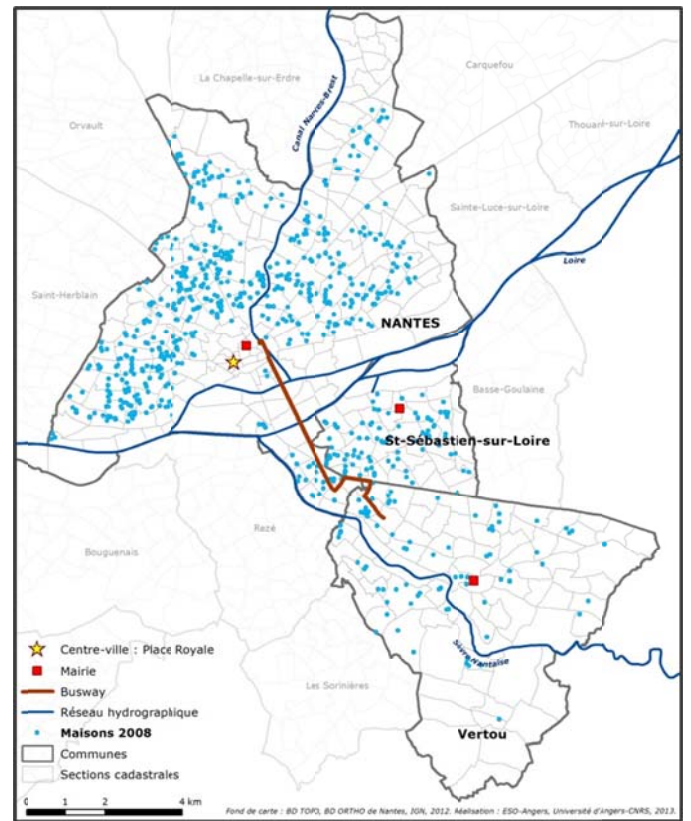 Carquefou
La Chapelle-sur-Erdre
Canal Nantes-Brest
Orvault
Thouaré-sur-Loire
Sainte-Luce-sur-Loire
Loire
Saint-Herblain
NANTES
Basse-Goulaine
St-Sébastien-sur-Loire
Rezé
Bouguenais
Centre-ville : Place Royale
Mairie
Sèvre Nantaise
Les Sorinières
Busway
Réseau hydrographique
Maisons 2008
Vertou
Communes
Sections cadastrales
0 1 2 4 km
Fond de carte : BD TOPO, BD ORTHO de Nantes, IGN, 2012. Réalisation : ESO-Angers, Université d'Angers-CNRS, 2013.